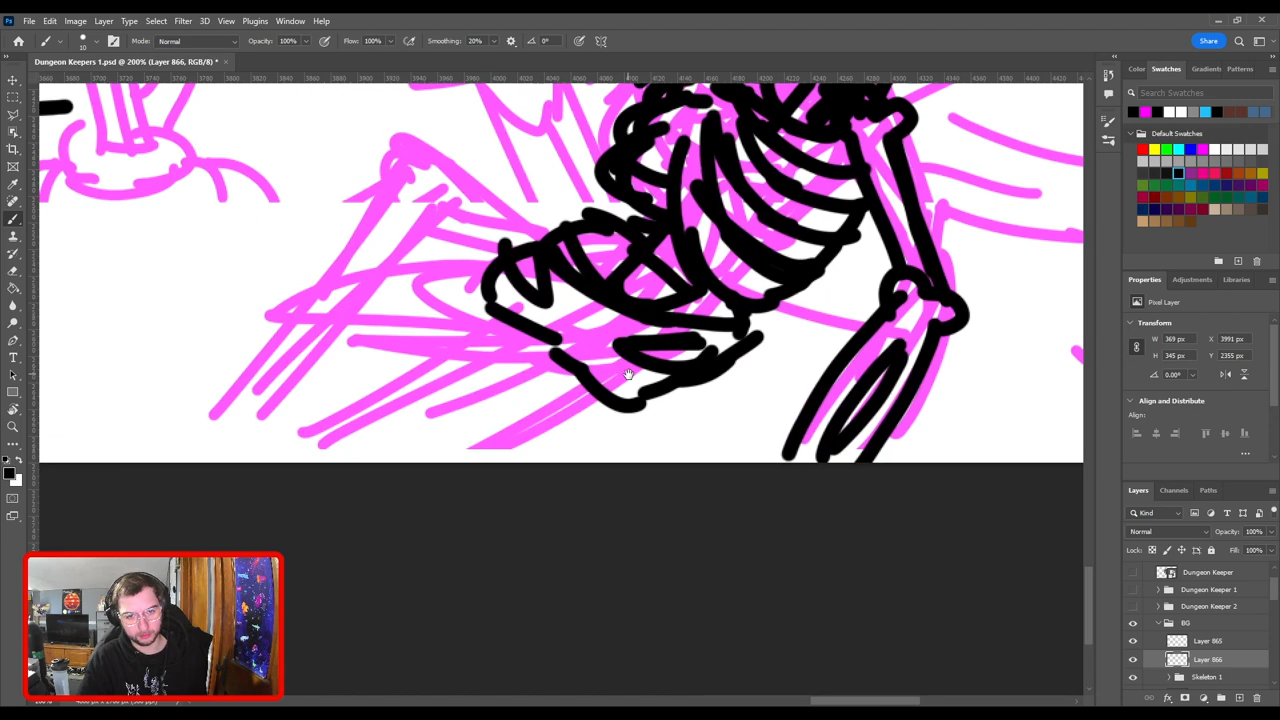 File Edit Image Layer Type Select Filter 3D View Plugins Window Help
10 Mode: Normal Opacity: 100% Flow: 100% Smoothing: 20% 0° Share
Dungeon Keepers 1.psd @ 200% (Layer 866, RGB/8) *
Color Swatches Gradients Patterns
Search Swatches
Default Swatches
Properties Adjustments Libraries
Pixel Layer
Transform
W 369 px X 3991 px
H 345 px Y 2355 px
0.00°
Align and Distribute
Align:
Layers Channels Paths
Kind
Normal Opacity: 100%
Lock: Fill: 100%
Dungeon Keeper
Dungeon Keeper 1
Dungeon Keeper 2
BG
Layer 865
Layer 866
Skeleton 1